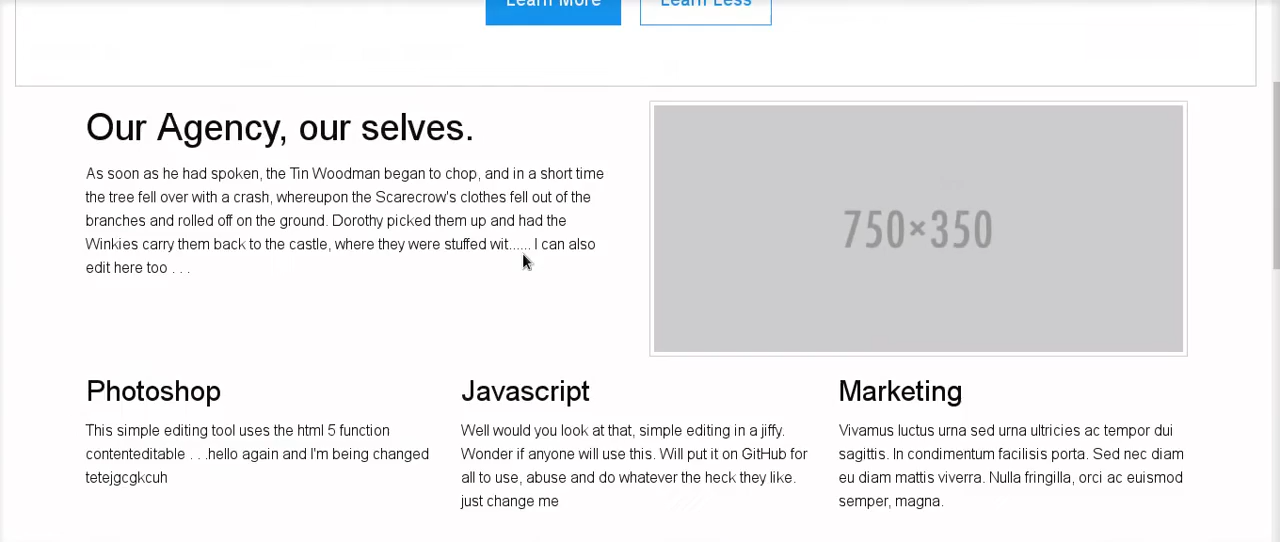 Learn More Learn Less
Our Agency, our selves.
As soon as he had spoken, the Tin Woodman began to chop, and in a short time
the tree fell over with a crash, whereupon the Scarecrow's clothes fell out of the
branches and rolled off on the ground. Dorothy picked them up and had the
Winkies carry them back to the castle, where they were stuffed wit...... I can also
edit here too . . .
750×350
Photoshop
This simple editing tool uses the html 5 function
contenteditable . . .hello again and I'm being changed
tetejgcgkcuh
Javascript
Well would you look at that, simple editing in a jiffy.
Wonder if anyone will use this. Will put it on GitHub for
all to use, abuse and do whatever the heck they like.
just change me
Marketing
Vivamus luctus urna sed urna ultricies ac tempor dui
sagittis. In condimentum facilisis porta. Sed nec diam
eu diam mattis viverra. Nulla fringilla, orci ac euismod
semper, magna.